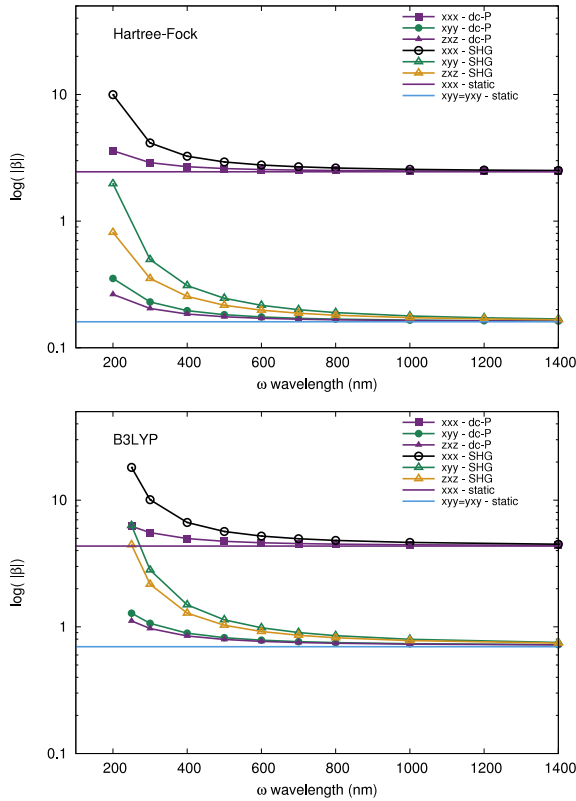 Hartree-Fock
xxx - dc-P
xyy - dc-P
zxz - dc-P
xxx - SHG
xyy - SHG
zxz - SHG
xxx - static
xyy=yxy - static
log( |β|)
10
1
0.1
200 400 600 800 1000 1200 1400
ω wavelength (nm)
B3LYP
xxx - dc-P
xyy - dc-P
zxz - dc-P
xxx - SHG
xyy - SHG
zxz - SHG
xxx - static
xyy=yxy - static
log( |β|)
10
1
0.1
200 400 600 800 1000 1200 1400
ω wavelength (nm)